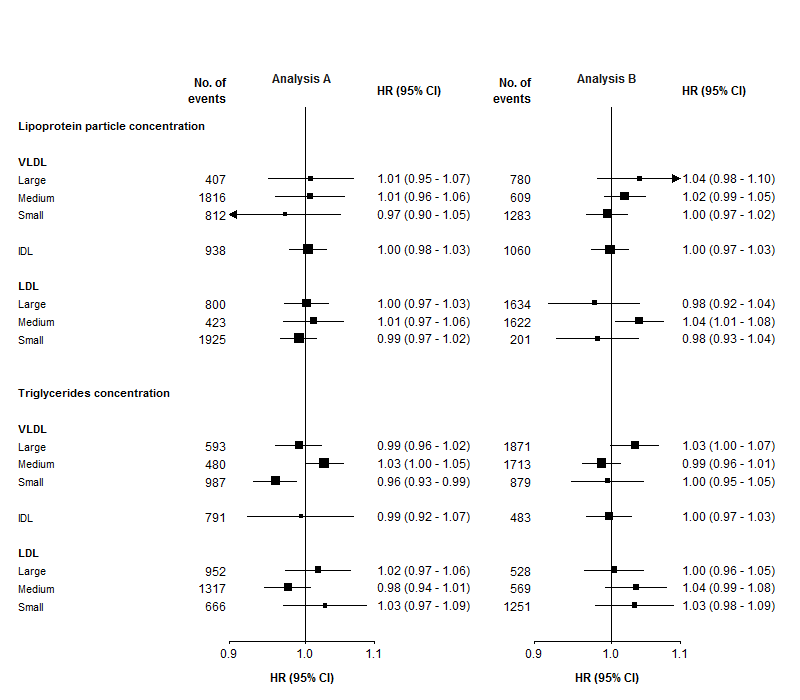 No. of events Analysis A HR (95% CI) No. of events Analysis B HR (95% CI)
Lipoprotein particle concentration
VLDL
Large 407 1.01 (0.95 - 1.07) 780 1.04 (0.98 - 1.10)
Medium 1816 1.01 (0.96 - 1.06) 609 1.02 (0.99 - 1.05)
Small 812 0.97 (0.90 - 1.05) 1283 1.00 (0.97 - 1.02)
IDL 938 1.00 (0.98 - 1.03) 1060 1.00 (0.97 - 1.03)
LDL
Large 800 1.00 (0.97 - 1.03) 1634 0.98 (0.92 - 1.04)
Medium 423 1.01 (0.97 - 1.06) 1622 1.04 (1.01 - 1.08)
Small 1925 0.99 (0.97 - 1.02) 201 0.98 (0.93 - 1.04)
Triglycerides concentration
VLDL
Large 593 0.99 (0.96 - 1.02) 1871 1.03 (1.00 - 1.07)
Medium 480 1.03 (1.00 - 1.05) 1713 0.99 (0.96 - 1.01)
Small 987 0.96 (0.93 - 0.99) 879 1.00 (0.95 - 1.05)
IDL 791 0.99 (0.92 - 1.07) 483 1.00 (0.97 - 1.03)
LDL
Large 952 1.02 (0.97 - 1.06) 528 1.00 (0.96 - 1.05)
Medium 1317 0.98 (0.94 - 1.01) 569 1.04 (0.99 - 1.08)
Small 666 1.03 (0.97 - 1.09) 1251 1.03 (0.98 - 1.09)
0.9 1.0 1.1 0.9 1.0 1.1
HR (95% CI) HR (95% CI)